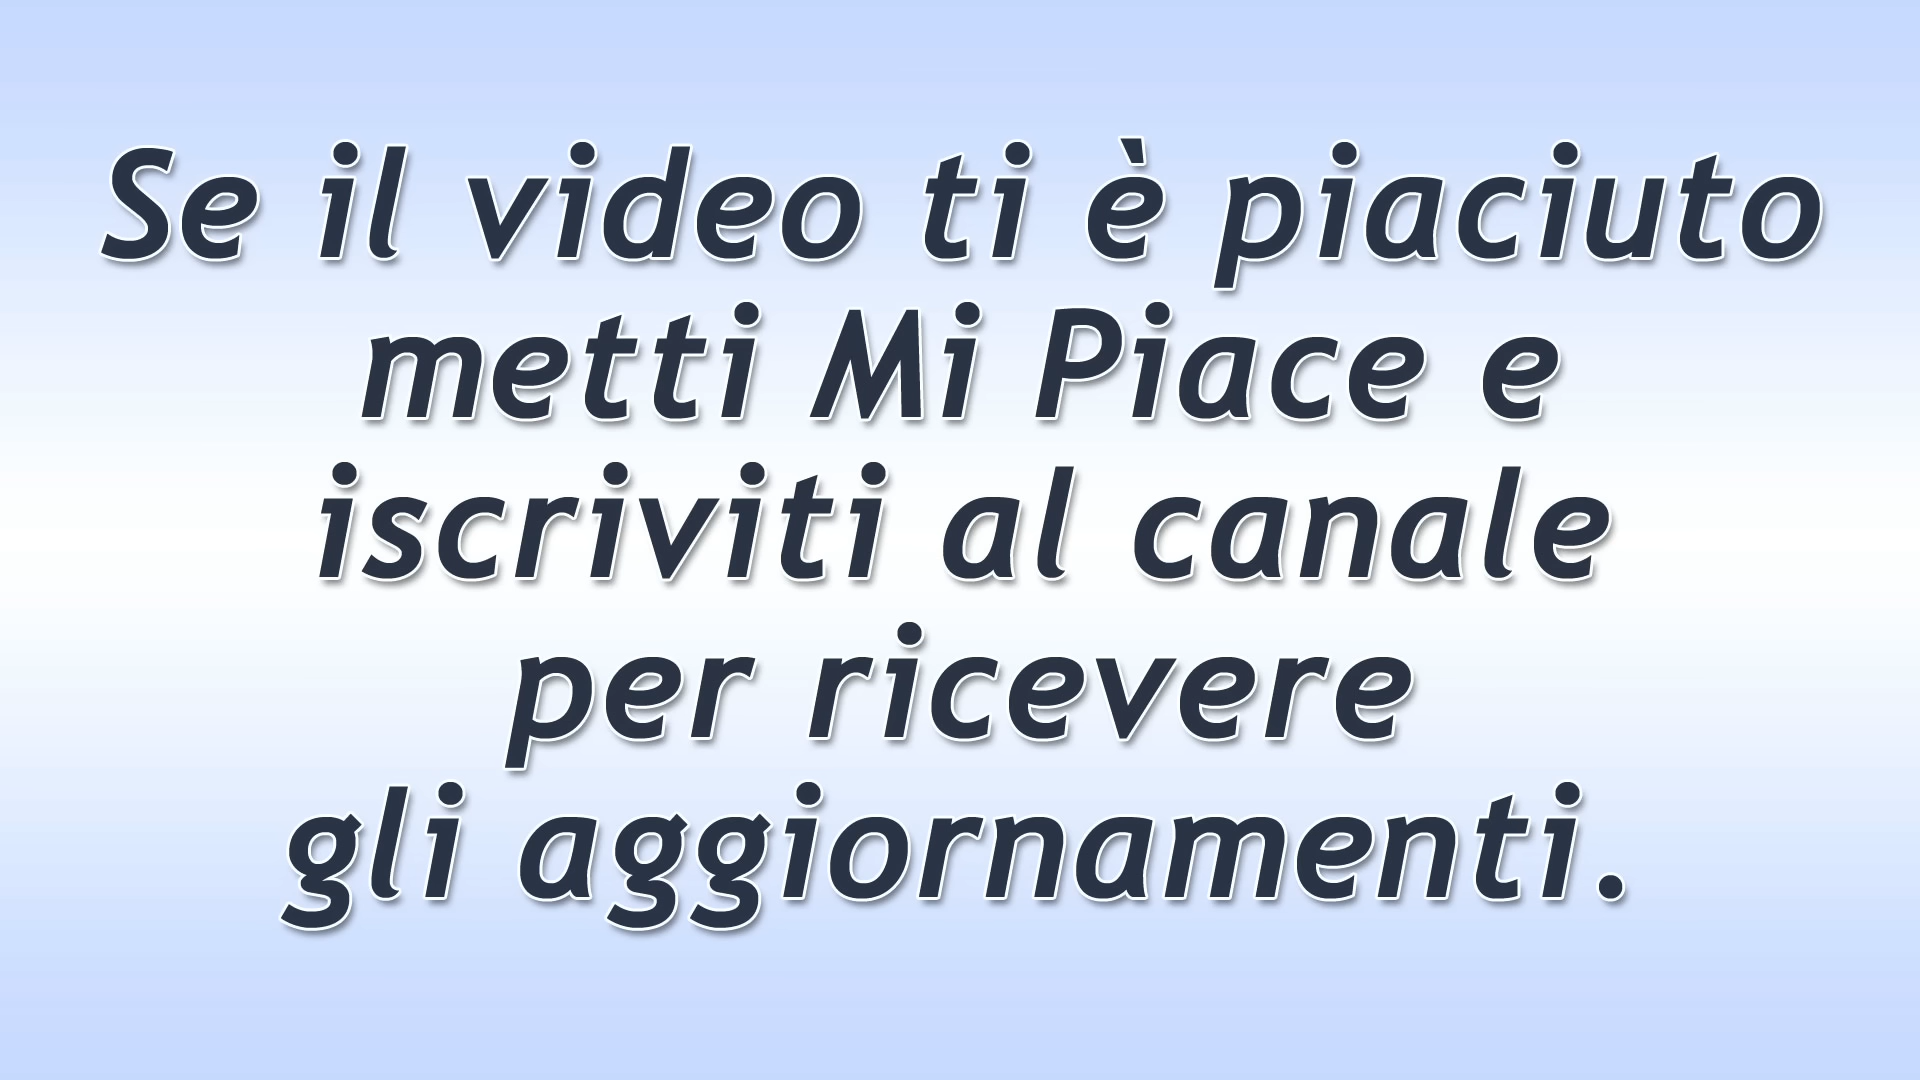 Se il video ti è piaciuto
metti Mi Piace e
iscriviti al canale
per ricevere
gli aggiornamenti.